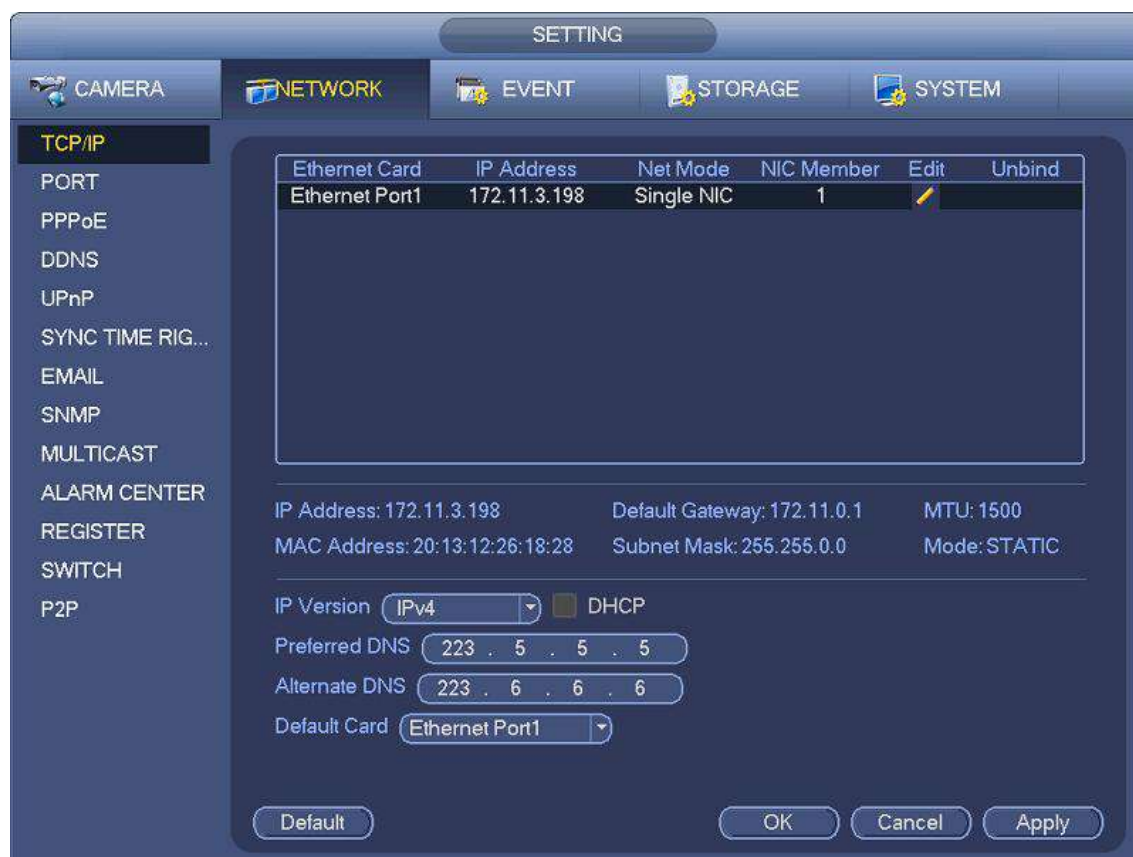 SETTING
CAMERA NETWORK EVENT STORAGE SYSTEM
TCP/IP
PORT
PPPoE
DDNS
UPnP
SYNC TIME RIG...
EMAIL
SNMP
MULTICAST
ALARM CENTER
REGISTER
SWITCH
P2P
Ethernet Card IP Address Net Mode NIC Member Edit Unbind
Ethernet Port1 172.11.3.198 Single NIC 1
IP Address: 172.11.3.198 Default Gateway: 172.11.0.1 MTU: 1500
MAC Address: 20:13:12:26:18:28 Subnet Mask: 255.255.0.0 Mode: STATIC
IP Version IPv4 DHCP
Preferred DNS 223 . 5 . 5 . 5
Alternate DNS 223 . 6 . 6 . 6
Default Card Ethernet Port1
Default OK Cancel Apply